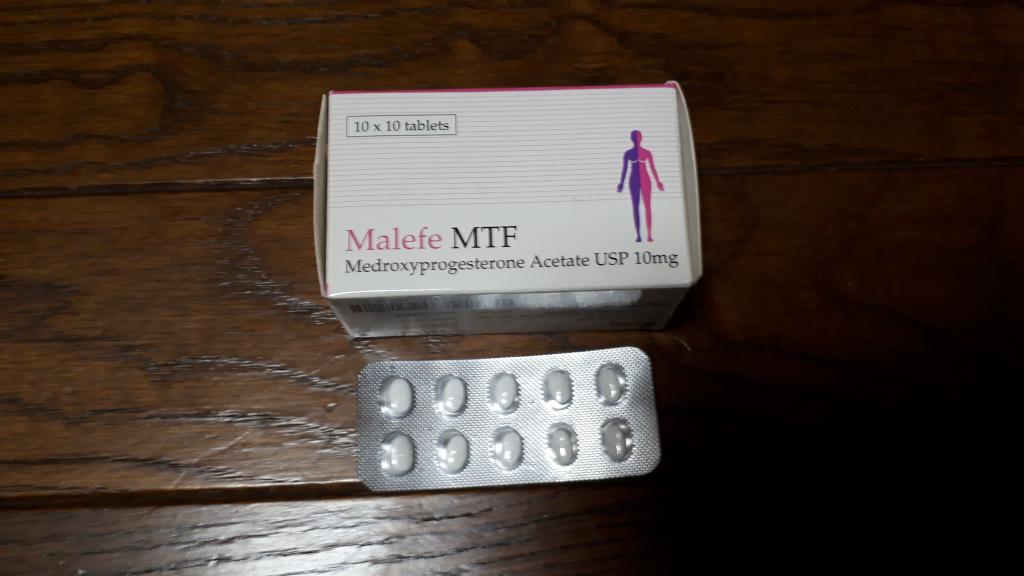 10 x 10 tablets
Malefe MTF
Medroxyprogesterone Acetate USP 10mg